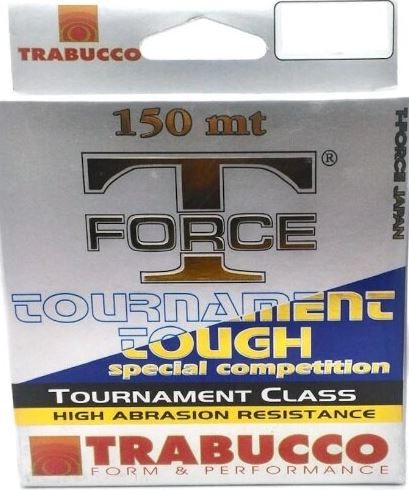 TRABUCCO
150 mt
T
FORCE ®
T-FORCE JAPAN
TOURNAMENT
TOUGH
special competition
TOURNAMENT CLASS
HIGH ABRASION RESISTANCE
TRABUCCO
FORM & PERFORMANCE